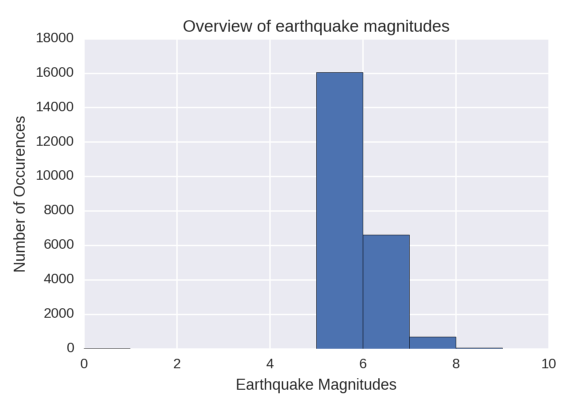 Overview of earthquake magnitudes
18000
16000
14000
12000
10000
8000
6000
4000
2000
0
Number of Occurences
0 2 4 6 8 10
Earthquake Magnitudes